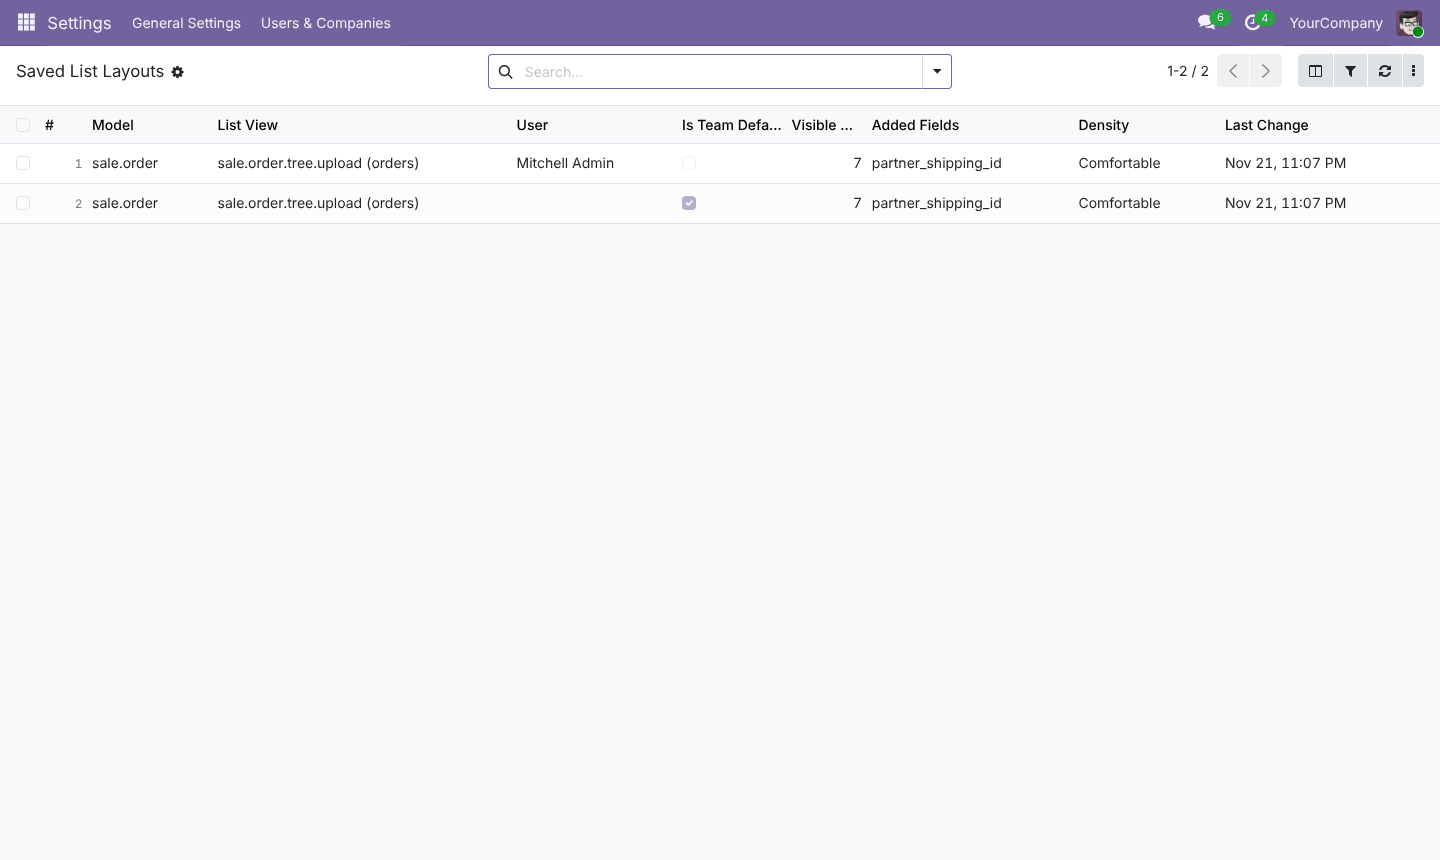 Settings General Settings Users & Companies 6 4 YourCompany
Saved List Layouts Search... 1-2 / 2
# Model List View User Is Team Defa... Visible ... Added Fields Density Last Change
1 sale.order sale.order.tree.upload (orders) Mitchell Admin 7 partner_shipping_id Comfortable Nov 21, 11:07 PM
2 sale.order sale.order.tree.upload (orders) 7 partner_shipping_id Comfortable Nov 21, 11:07 PM